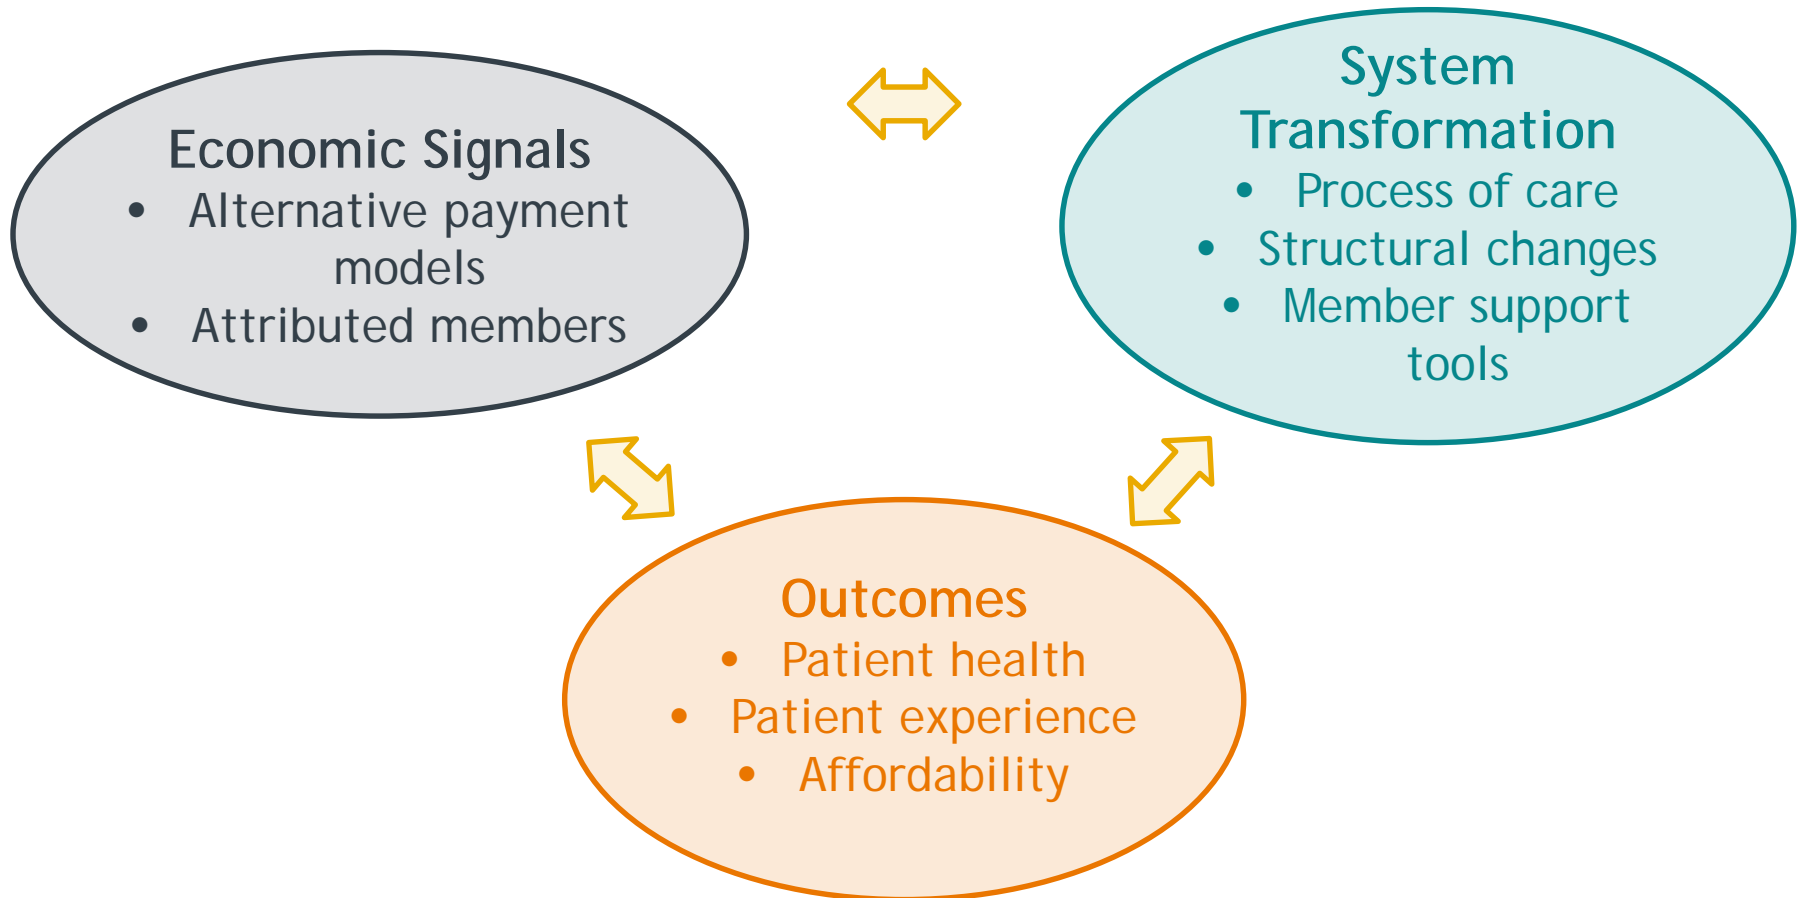 Economic Signals
• Alternative payment
models
• Attributed members
System
Transformation
• Process of care
• Structural changes
• Member support
tools
Outcomes
• Patient health
• Patient experience
• Affordability